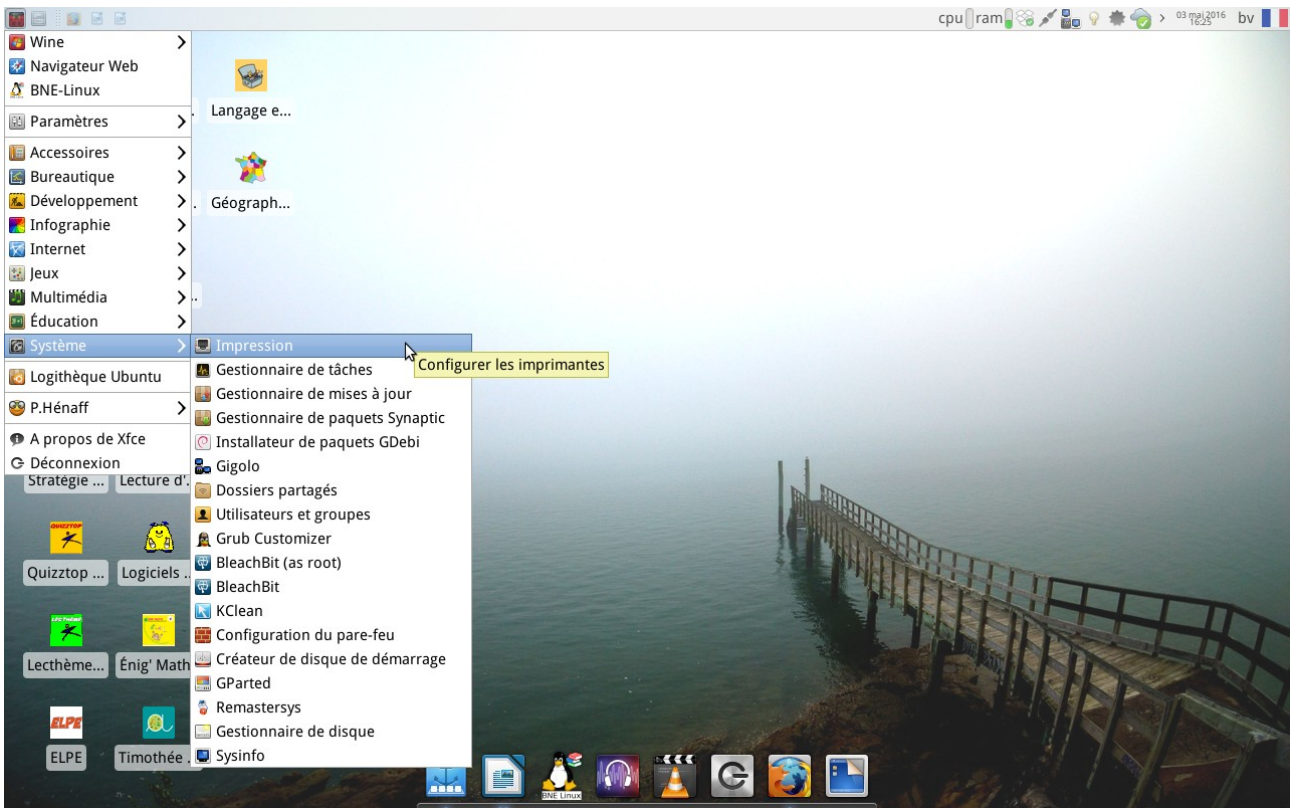 cpu ram 03 mai 2016 bv
16:25
Wine
Navigateur Web
BNE-Linux
Paramètres
Accessoires
Bureautique
Développement
Infographie
Internet
Jeux
Multimédia
Éducation
Système
Logithèque Ubuntu
P.Hénaff
A propos de Xfce
Déconnexion
Langage e...
Géograph...
Impression
Configurer les imprimantes
Gestionnaire de tâches
Gestionnaire de mises à jour
Gestionnaire de paquets Synaptic
Installateur de paquets GDebi
Gigolo
Dossiers partagés
Utilisateurs et groupes
Grub Customizer
BleachBit (as root)
BleachBit
KClean
Configuration du pare-feu
Créateur de disque de démarrage
GParted
Remastersys
Gestionnaire de disque
Sysinfo
Stratégie ... Lecture d'.
QUIZZTOP
Quizztop ... Logiciels ..
Lecthème... Énig' Math
ELPE
ELPE Timothée .
BNE Linux